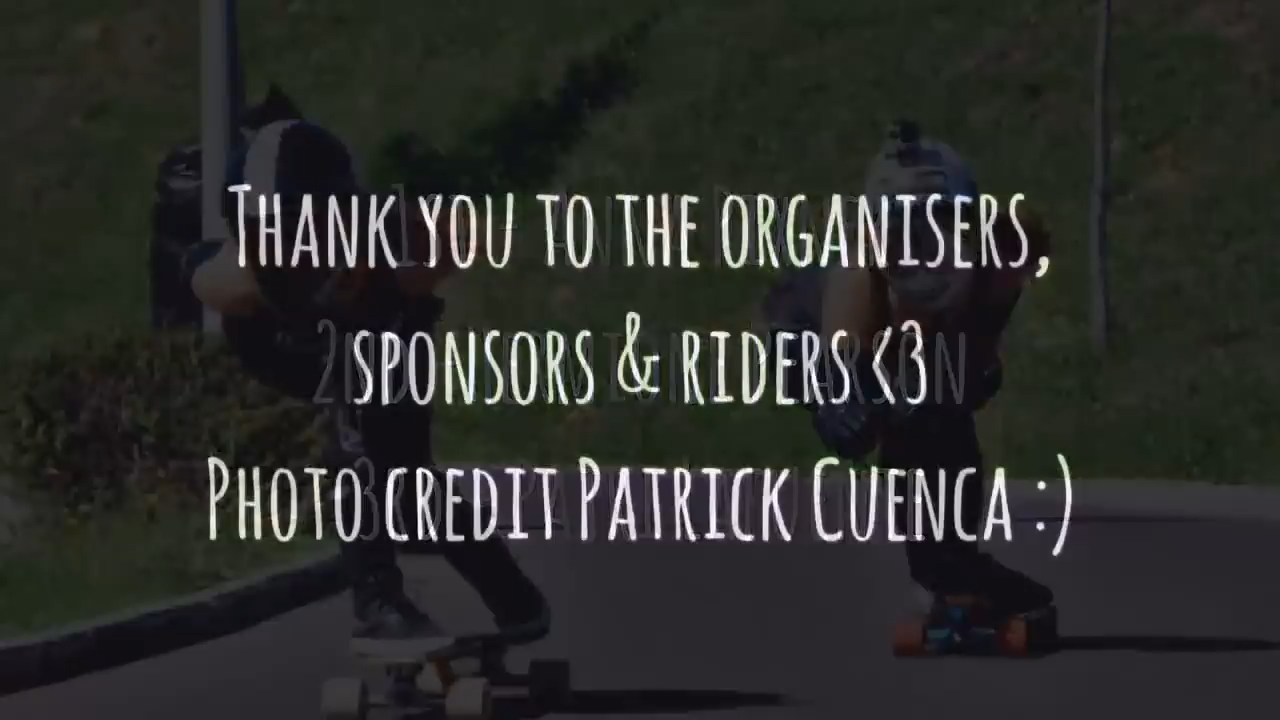 Thank you to the organisers,
sponsors & riders <3
Photo credit Patrick Cuenca :)